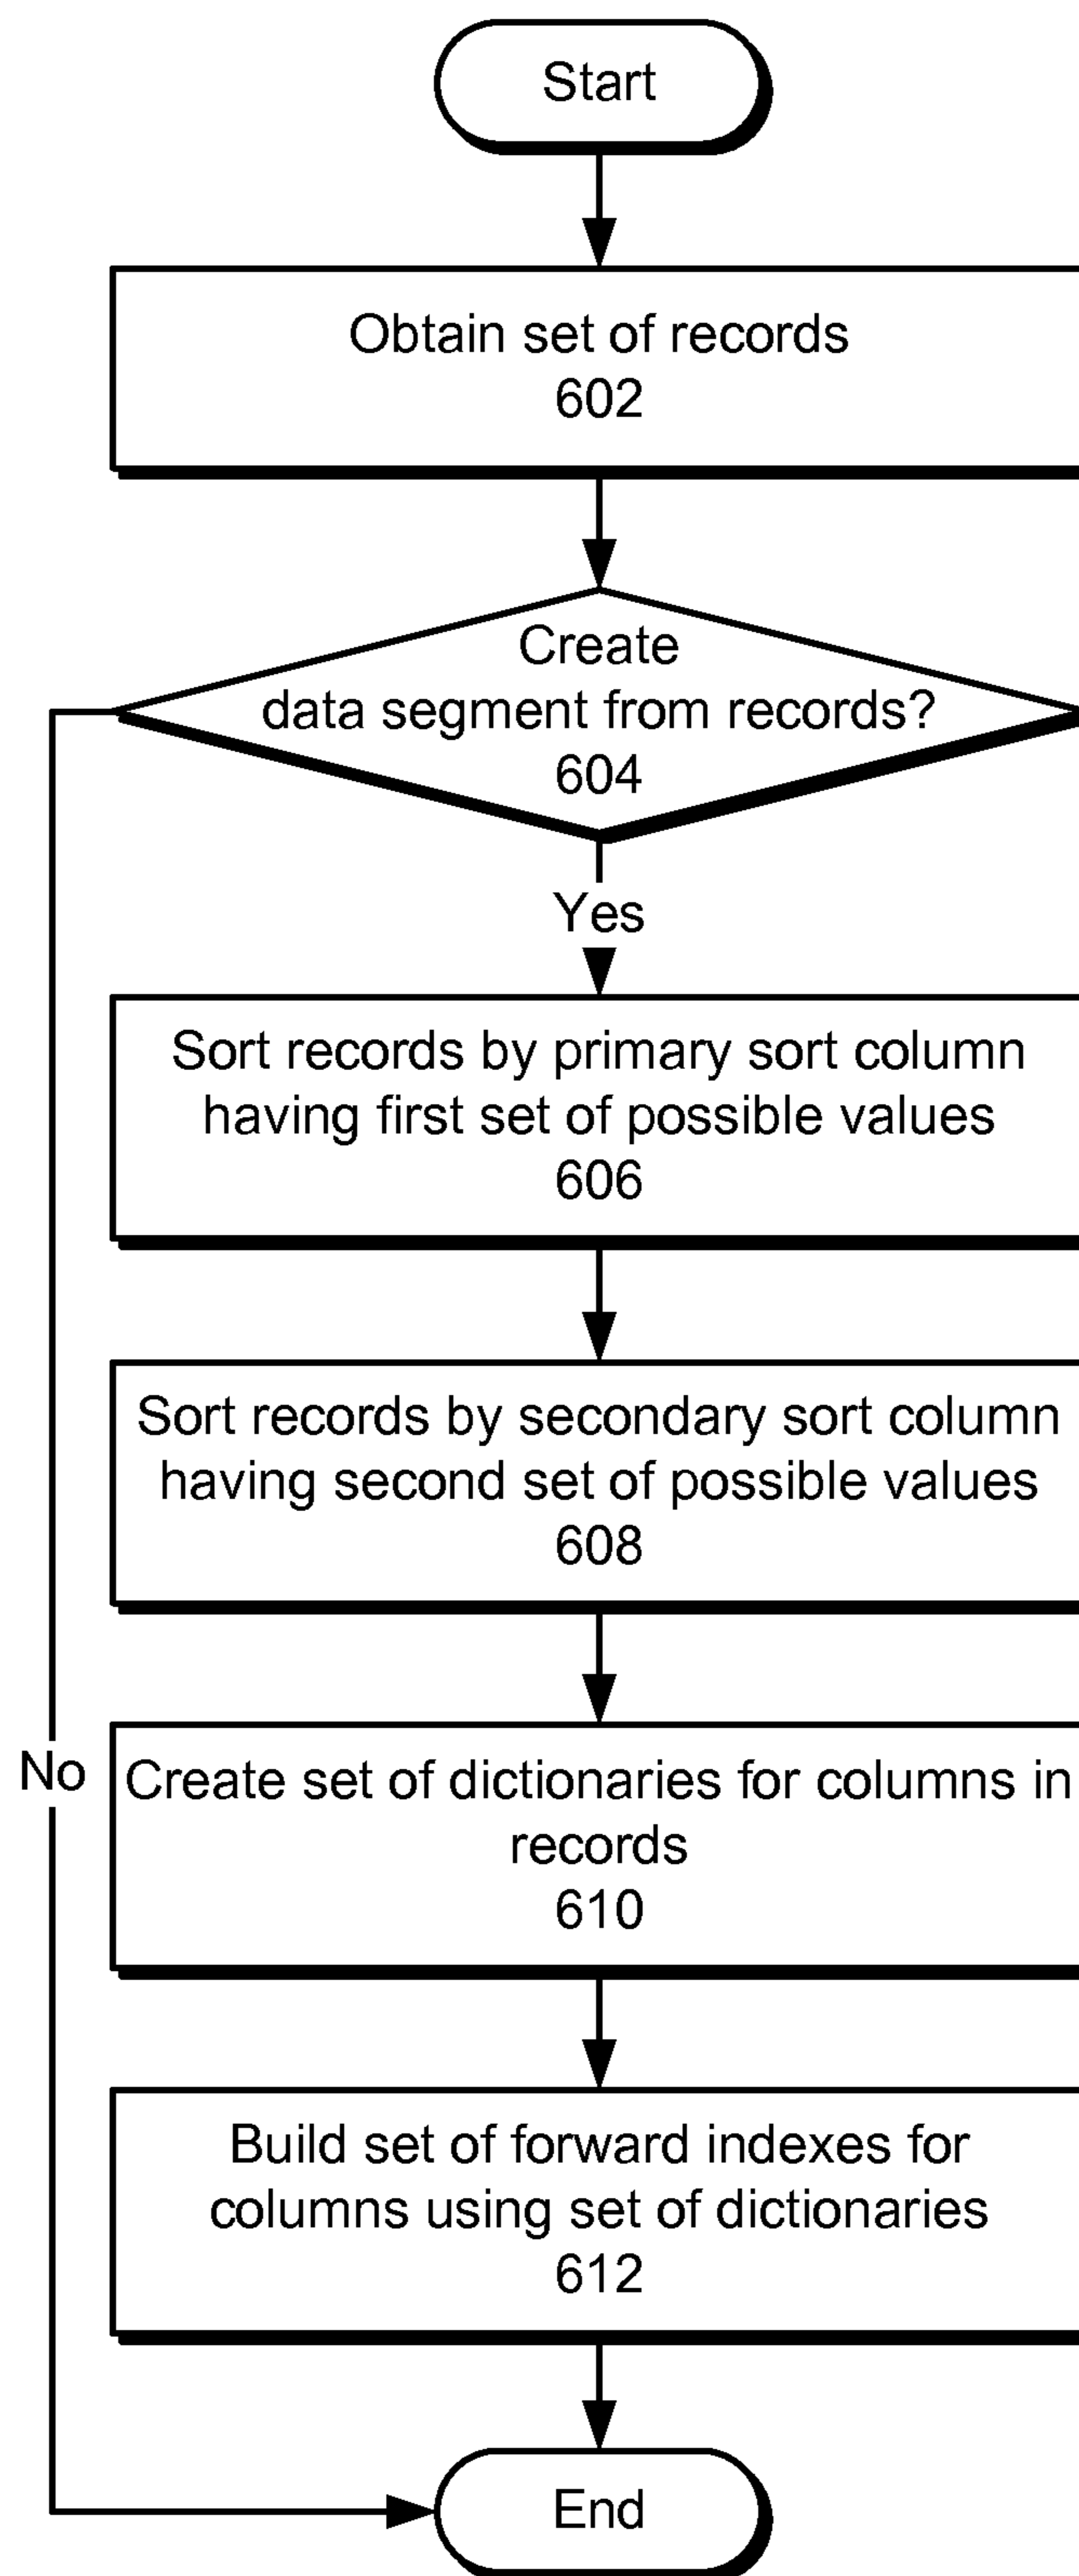 Start
Obtain set of records
602
Create
data segment from records?
604
Yes
Sort records by primary sort column
having first set of possible values
606
Sort records by secondary sort column
having second set of possible values
608
No
Create set of dictionaries for columns in
records
610
Build set of forward indexes for
columns using set of dictionaries
612
End